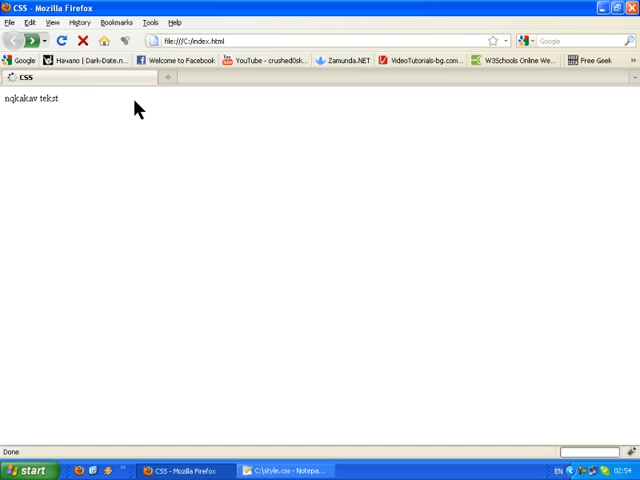 CSS - Mozilla Firefox
File Edit View History Bookmarks Tools Help
file:///C:/index.html
Google
Google Начало | Dark-Date.n... Welcome to Facebook YouTube - crushed0sk... Zamunda.NET VideoTutorials-bg.com... W3Schools Online We... Free Geek »
CSS
nqkakav tekst
Done
start » CSS - Mozilla Firefox C:\style.css - Notepa... EN 02:54